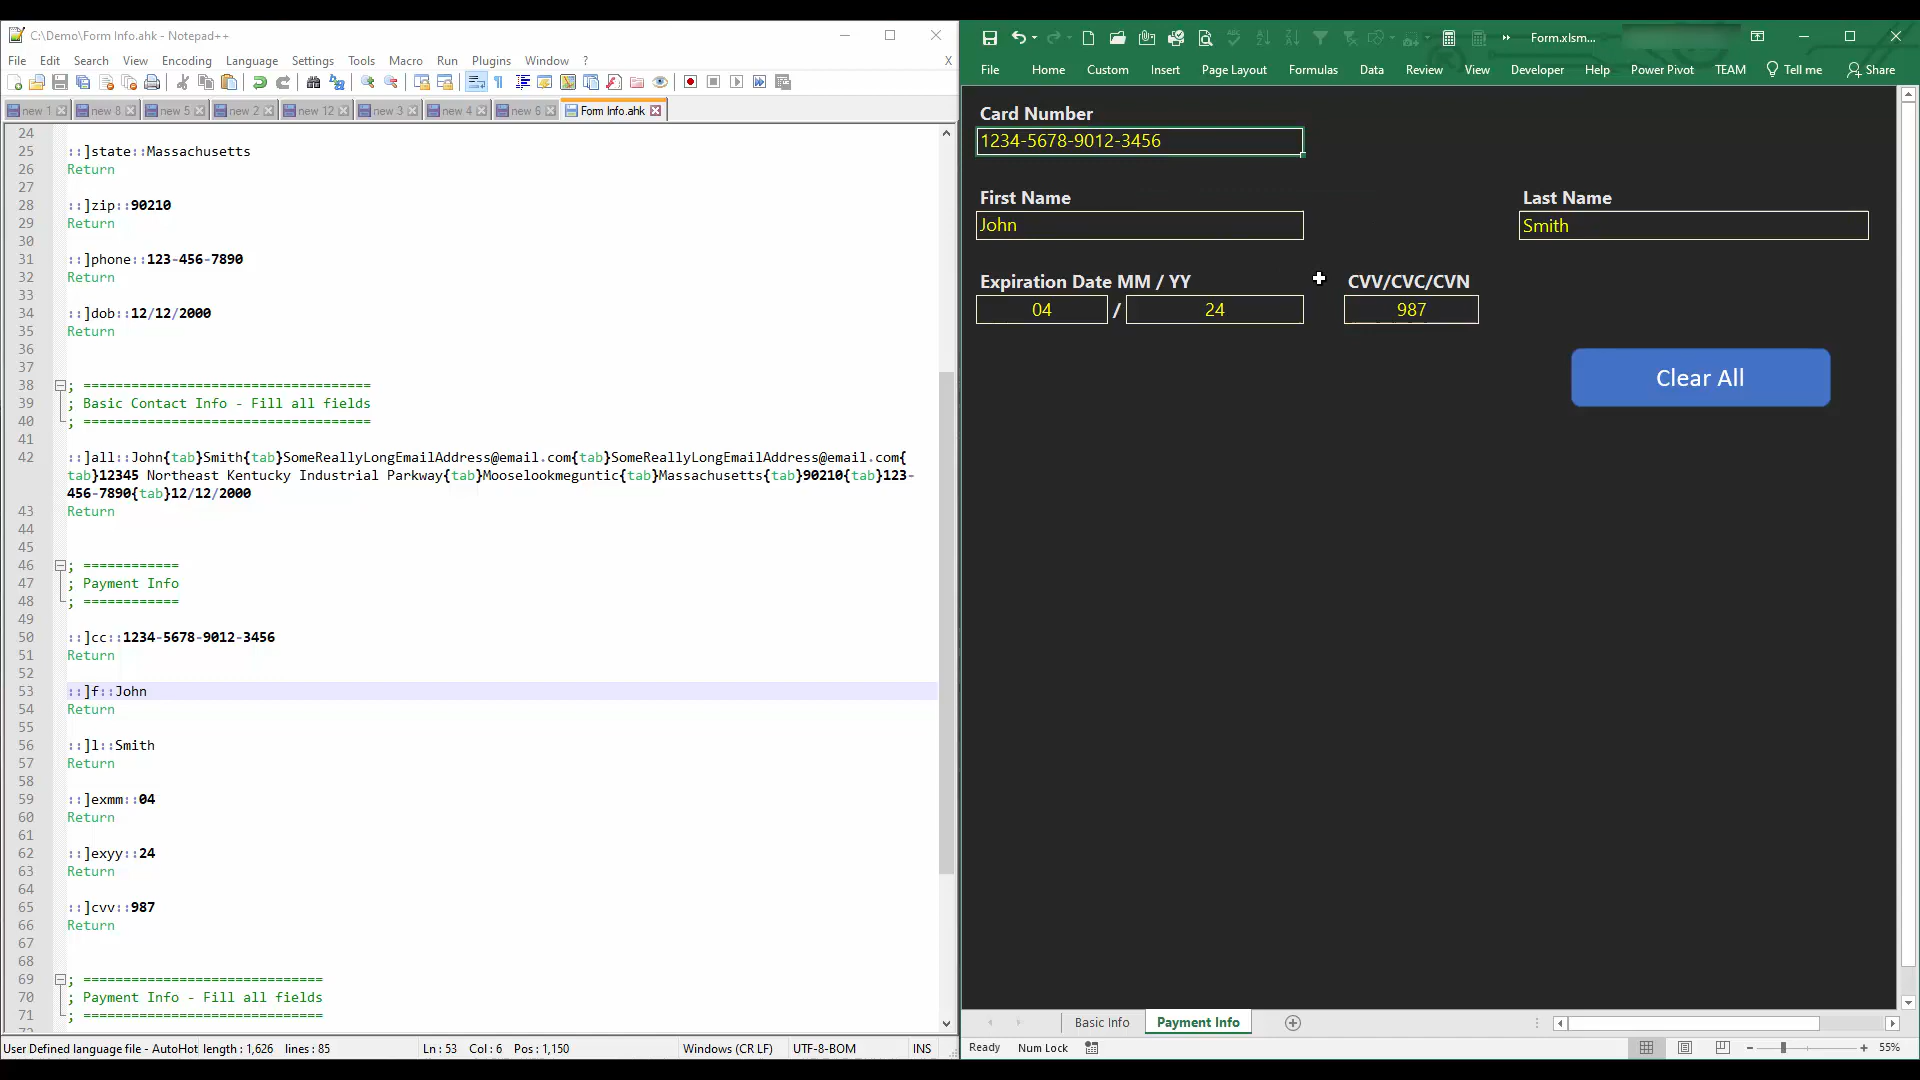 C:\Demo\Form Info.ahk - Notepad++
File Edit Search View Encoding Language Settings Tools Macro Run Plugins Window ? X
new 1 new 8 new 5 new 2 new 12 new 3 new 4 new 6 Form Info.ahk
24
25 ::]state::Massachusetts
26 Return
27
28 ::]zip::90210
29 Return
30
31 ::]phone::123-456-7890
32 Return
33
34 ::]dob::12/12/2000
35 Return
36
37
38 ; ====================================
39 ; Basic Contact Info - Fill all fields
40 ; ====================================
41
42 ::]all::John{tab}Smith{tab}SomeReallyLongEmailAddress@email.com{tab}SomeReallyLongEmailAddress@email.com{
tab}12345 Northeast Kentucky Industrial Parkway{tab}Mooselookmeguntic{tab}Massachusetts{tab}90210{tab}123-
456-7890{tab}12/12/2000
43 Return
44
45
46 ; ============
47 ; Payment Info
48 ; ============
49
50 ::]cc::1234-5678-9012-3456
51 Return
52
53 ::]f::John
54 Return
55
56 ::]l::Smith
57 Return
58
59 ::]exmm::04
60 Return
61
62 ::]exyy::24
63 Return
64
65 ::]cvv::987
66 Return
67
68
69 ; ==============================
70 ; Payment Info - Fill all fields
71 ; ==============================
User Defined language file - AutoHot length : 1,626 lines : 85 Ln : 53 Col : 6 Pos : 1,150 Windows (CR LF) UTF-8-BOM INS
Form.xlsm...
File Home Custom Insert Page Layout Formulas Data Review View Developer Help Power Pivot TEAM Tell me Share
Card Number
1234-5678-9012-3456
First Name Last Name
John Smith
Expiration Date MM / YY CVV/CVC/CVN
04 / 24 987
Clear All
Basic Info Payment Info
Ready Num Lock 55%